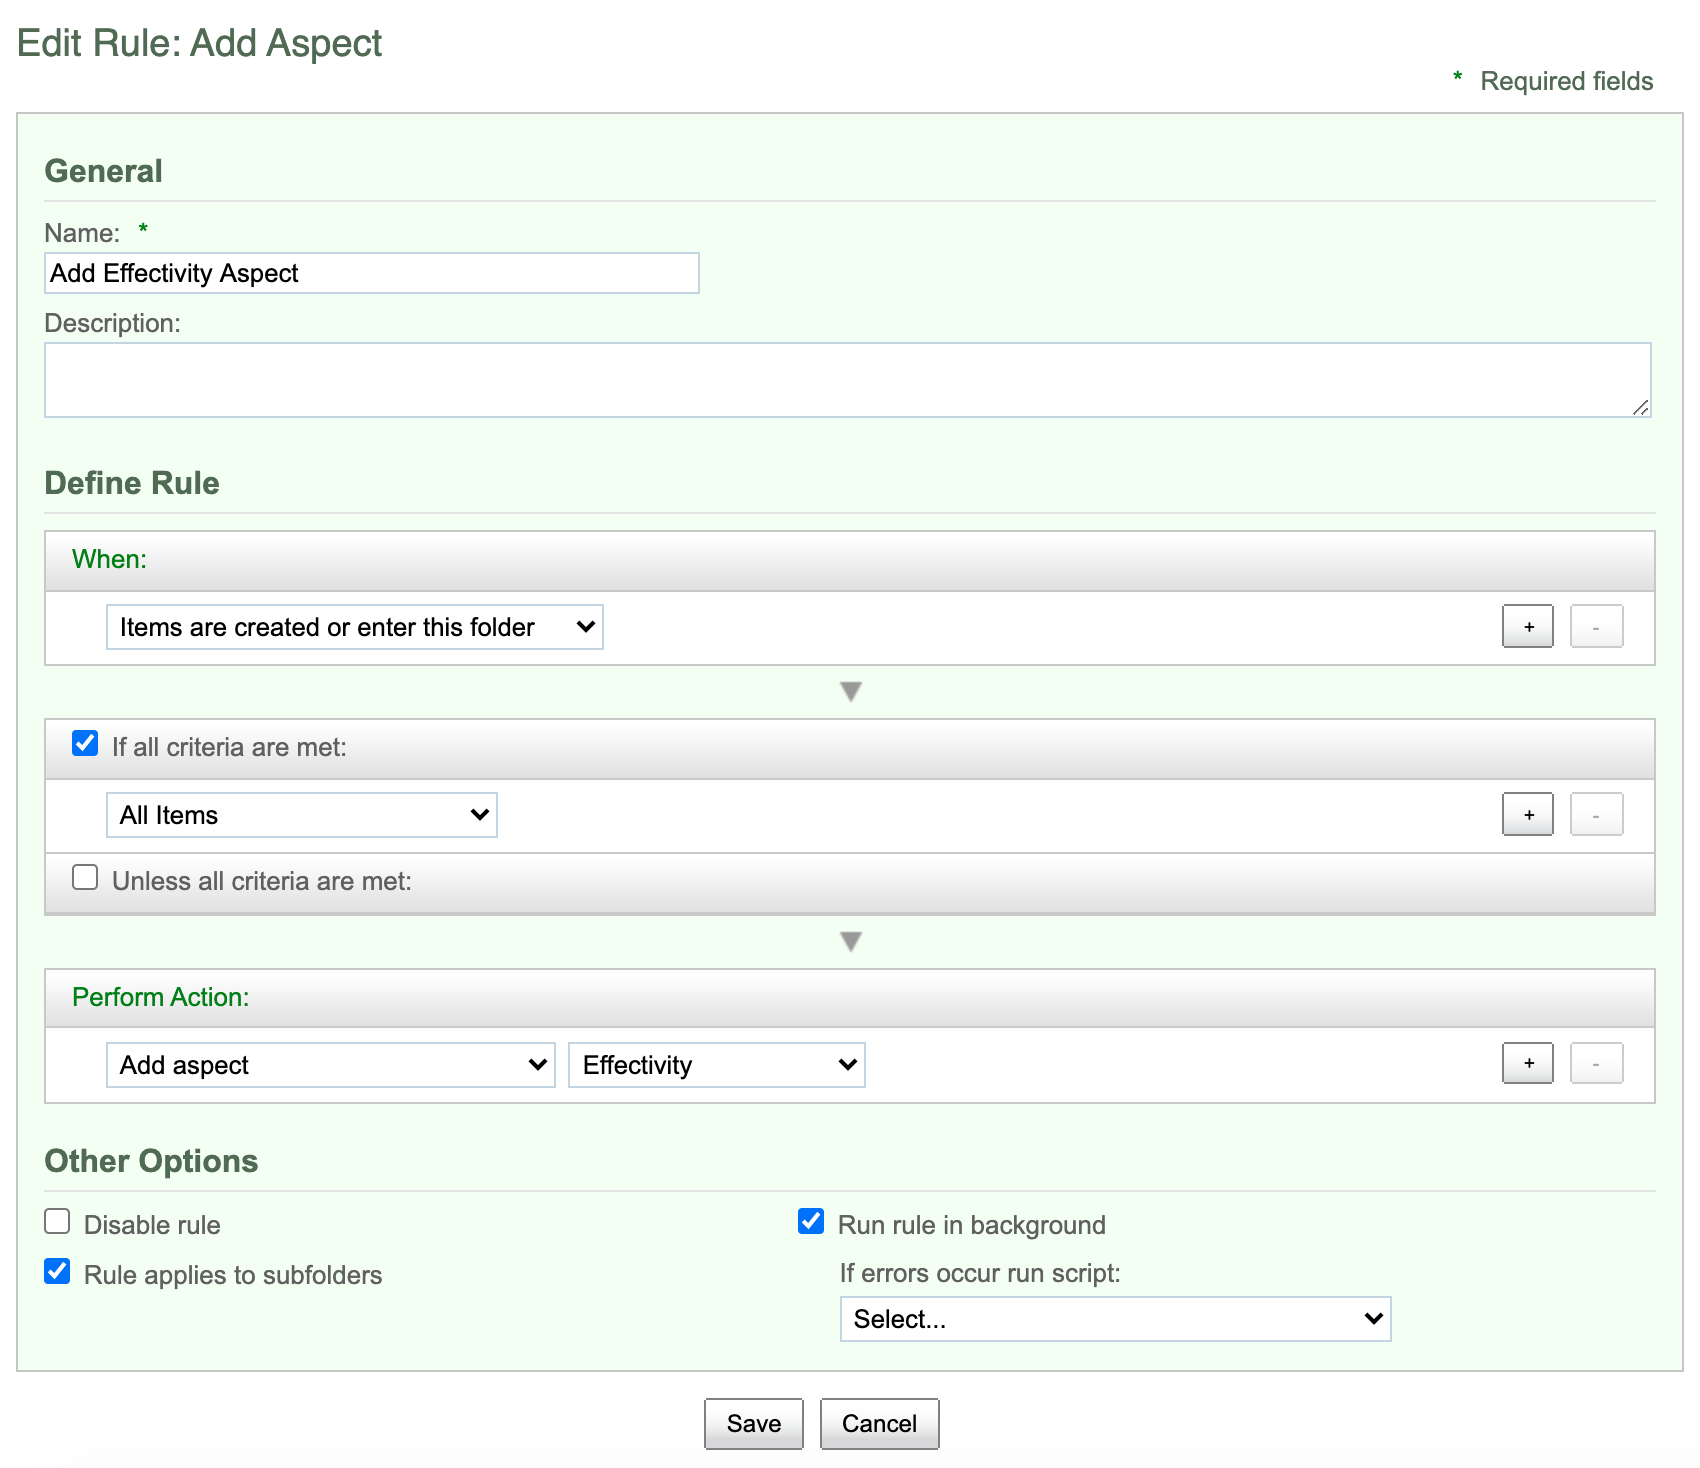 Edit Rule: Add Aspect
* Required fields
General
Name: *
Add Effectivity Aspect
Description:
Define Rule
When:
Items are created or enter this folder + -
If all criteria are met:
All Items + -
Unless all criteria are met:
Perform Action:
Add aspect Effectivity + -
Other Options
Disable rule Run rule in background
Rule applies to subfolders If errors occur run script:
Select...
Save Cancel